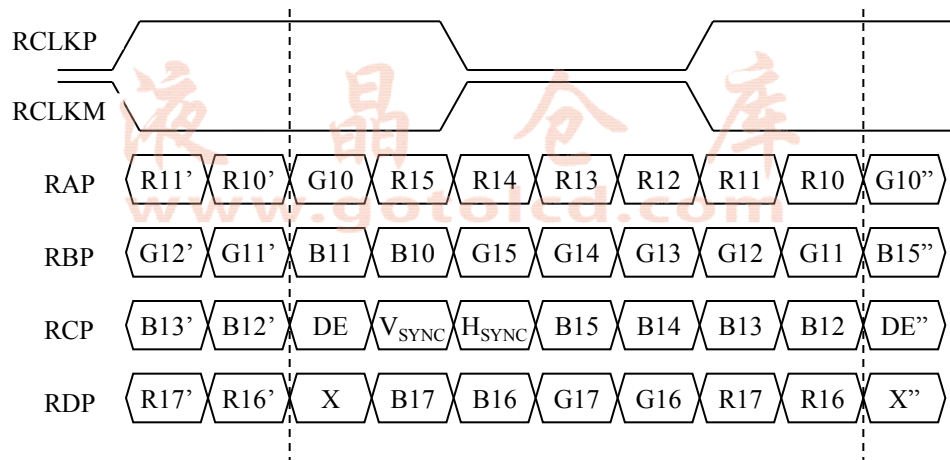 RCLKP
RCLKM
液晶仓库
www.gotolcd.com
RAP R11’ R10’ G10 R15 R14 R13 R12 R11 R10 G10”
RBP G12’ G11’ B11 B10 G15 G14 G13 G12 G11 B15”
RCP B13’ B12’ DE VSYNC HSYNC B15 B14 B13 B12 DE”
RDP R17’ R16’ X B17 B16 G17 G16 R17 R16 X”